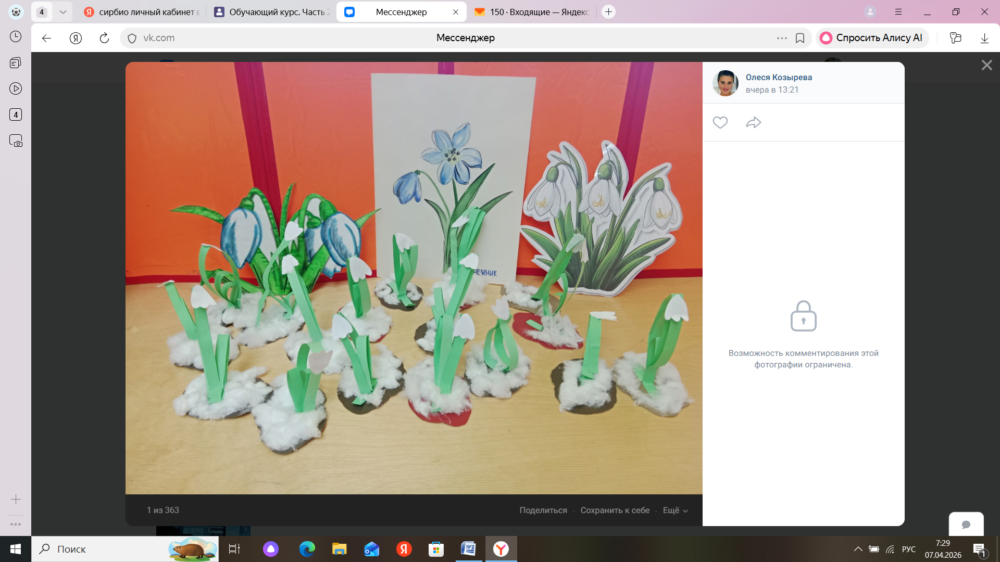 4
сирбио личный кабинет в
Обучающий курс. Часть 2
Мессенджер
150 · Входящие — Яндекс
vk.com
Мессенджер
Спросить Алису AI
4
Олеся Козырева
вчера в 13:21
НЕЖНИК
Возможность комментирования этой
фотографии ограничена.
1 из 363
Поделиться · Сохранить к себе · Ещё
Поиск
РУС
7:29
07.04.2026
1